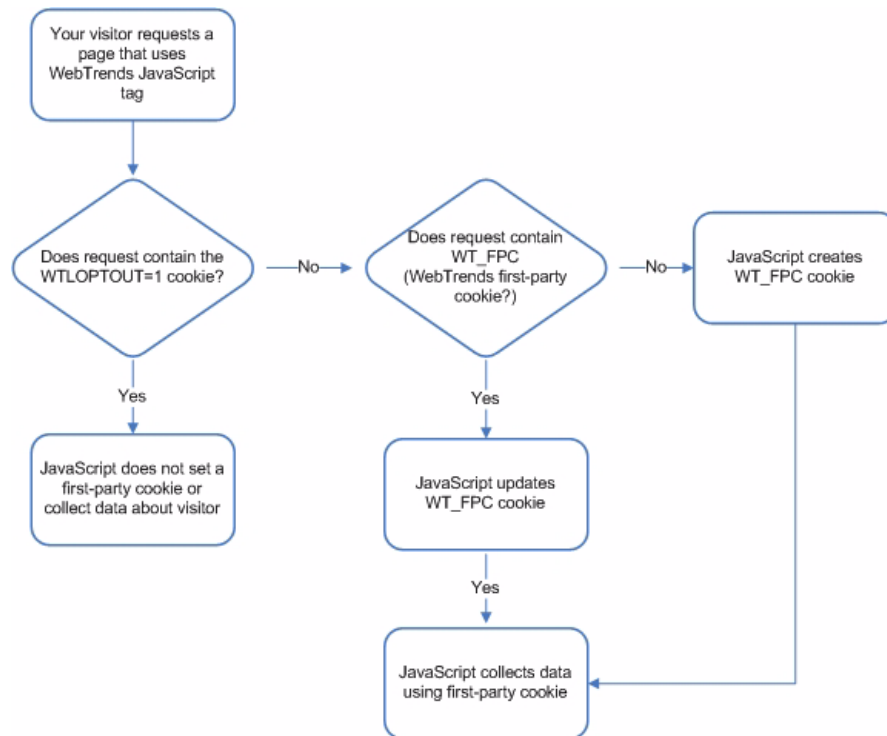 Your visitor requests a
page that uses
WebTrends JavaScript
tag
Does request contain the
WTLOPTOUT=1 cookie?
No
Does request contain
WT_FPC
(WebTrends first-party
cookie?)
No
JavaScript creates
WT_FPC cookie
Yes
JavaScript does not set a
first-party cookie or
collect data about visitor
Yes
JavaScript updates
WT_FPC cookie
Yes
JavaScript collects data
using first-party cookie